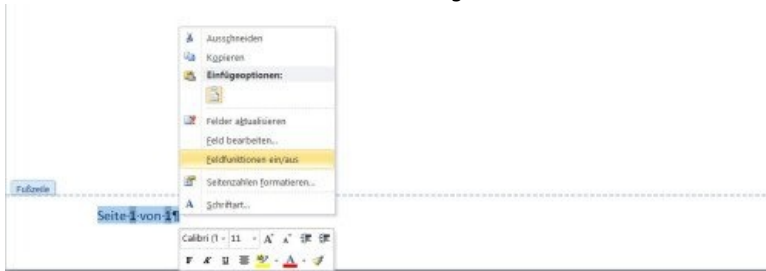 Ausschneiden
Kopieren
Einfügeoptionen:
Felder aktualisieren
Feld bearbeiten...
Feldfunktionen ein/aus
Seitenzahlen formatieren...
Schriftart...
Fußzeile
Seite·1·von·1¶
Calibri (T 11 A A
F K U A